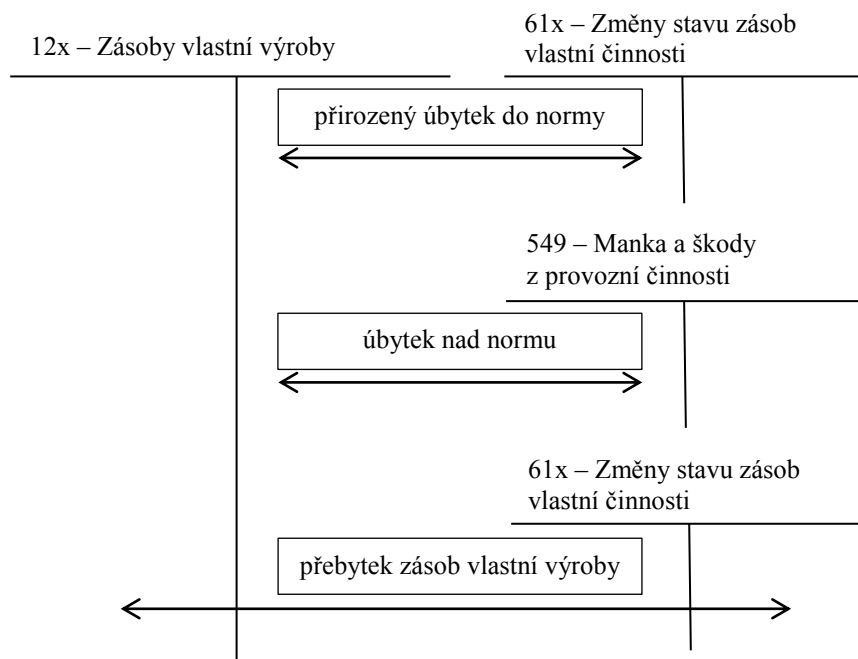 12x – Zásoby vlastní výroby
61x – Změny stavu zásob
vlastní činnosti
přirozený úbytek do normy
549 – Manka a škody
z provozní činnosti
úbytek nad normu
61x – Změny stavu zásob
vlastní činnosti
přebytek zásob vlastní výroby